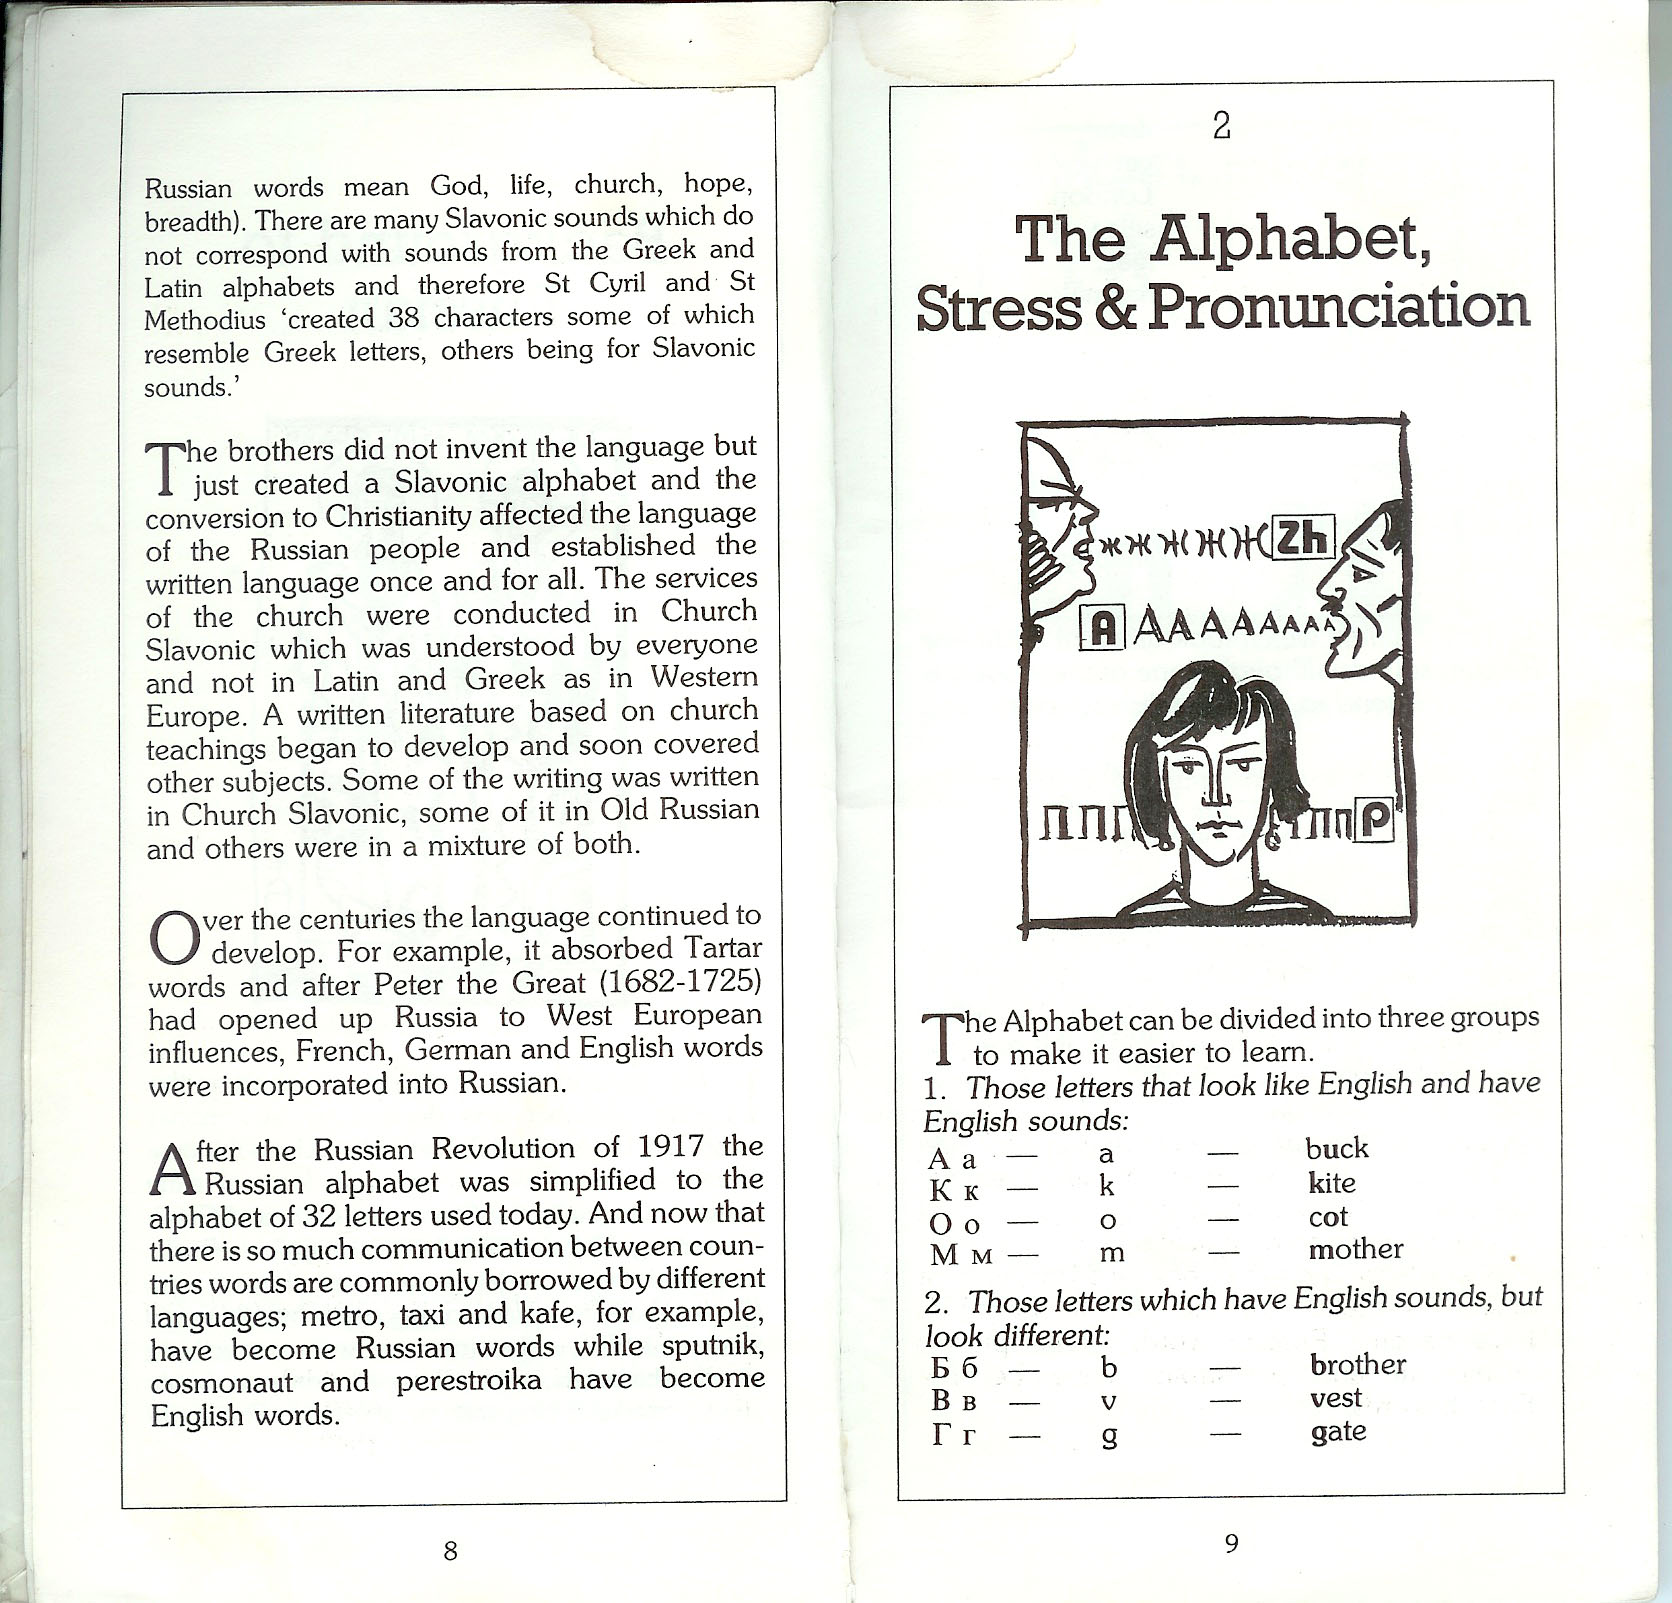 Russian words mean God, life, church, hope,
breadth). There are many Slavonic sounds which do
not correspond with sounds from the Greek and
Latin alphabets and therefore St Cyril and St
Methodius ‘created 38 characters some of which
resemble Greek letters, others being for Slavonic
sounds.’
The brothers did not invent the language but
just created a Slavonic alphabet and the
conversion to Christianity affected the language
of the Russian people and established the
written language once and for all. The services
of the church were conducted in Church
Slavonic which was understood by everyone
and not in Latin and Greek as in Western
Europe. A written literature based on church
teachings began to develop and soon covered
other subjects. Some of the writing was written
in Church Slavonic, some of it in Old Russian
and others were in a mixture of both.
Over the centuries the language continued to
develop. For example, it absorbed Tartar
words and after Peter the Great (1682-1725)
had opened up Russia to West European
influences, French, German and English words
were incorporated into Russian.
After the Russian Revolution of 1917 the
Russian alphabet was simplified to the
alphabet of 32 letters used today. And now that
there is so much communication between coun-
tries words are commonly borrowed by different
languages; metro, taxi and kafe, for example,
have become Russian words while sputnik,
cosmonaut and perestroika have become
English words.
8
2
The Alphabet,
Stress & Pronunciation
ж ж ж ж ж Zh
A A A A A A A A A A
П П П П П П P
The Alphabet can be divided into three groups
to make it easier to learn.
1. Those letters that look like English and have
English sounds:
А а — a — buck
К к — k — kite
О о — o — cot
М м — m — mother
2. Those letters which have English sounds, but
look different:
Б б — b — brother
В в — v — vest
Г г — g — gate
9